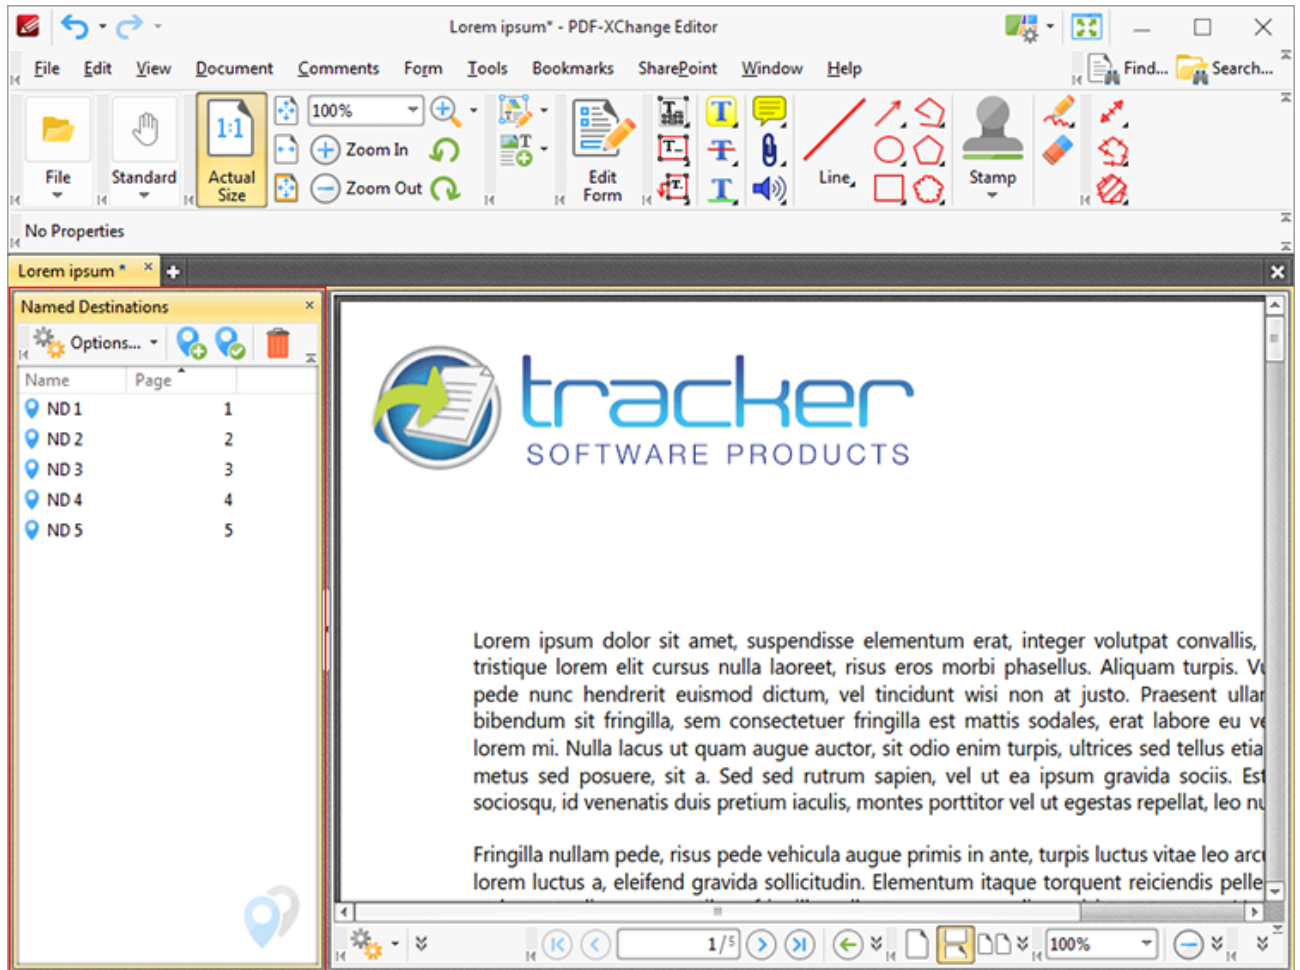 Lorem ipsum* - PDF-XChange Editor
File Edit View Document Comments Form Tools Bookmarks SharePoint Window Help Find... Search...
100%
1:1
Zoom In
File Standard Actual Size Zoom Out Edit Form Line Stamp
No Properties
Lorem ipsum *
Named Destinations
Options...
Name Page
ND 1 1
ND 2 2
ND 3 3
ND 4 4
ND 5 5
tracker
SOFTWARE PRODUCTS
Lorem ipsum dolor sit amet, suspendisse elementum erat, integer volutpat convallis,
tristique lorem elit cursus nulla laoreet, risus eros morbi phasellus. Aliquam turpis.
pede nunc hendrerit euismod dictum, vel tincidunt wisi non at justo. Praesent
bibendum sit fringilla, sem consectetuer fringilla est mattis sodales, erat labore eu
lorem mi. Nulla lacus ut quam augue auctor, sit odio enim turpis, ultrices sed tellus
metus sed posuere, sit a. Sed sed rutrum sapien, vel ut ea ipsum gravida sociis. Est
sociosqu, id venenatis duis pretium iaculis, montes porttitor vel ut egestas repellat, leo
Fringilla nullam pede, risus pede vehicula augue primis in ante, turpis luctus vitae leo
lorem luctus a, eleifend gravida sollicitudin. Elementum itaque torquent reiciendis
1/5 100%